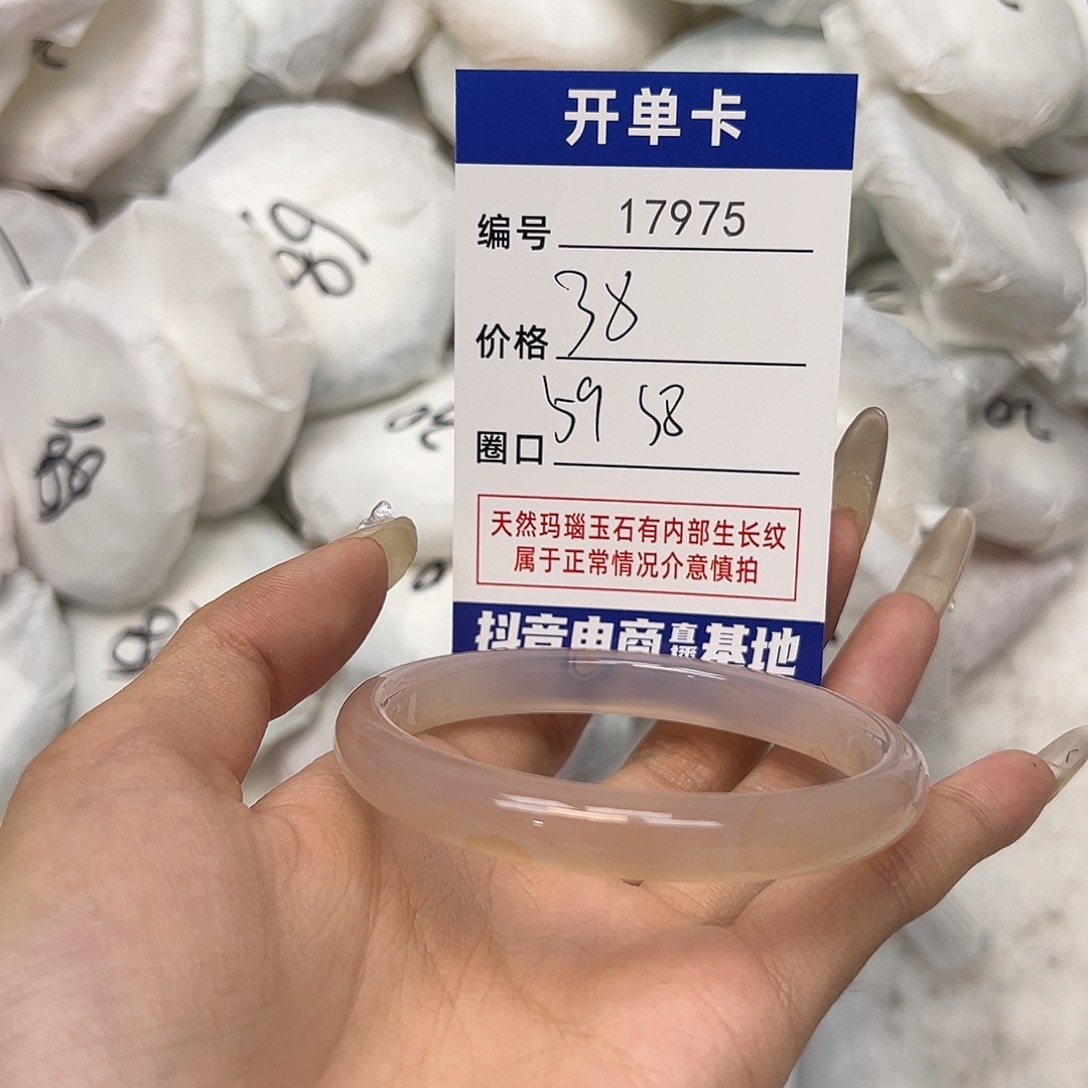 开单卡
编号 17975
价格 38
圈口 59 58
天然玛瑙玉石有内部生长纹
属于正常情况介意慎拍
抖音电商直播基地